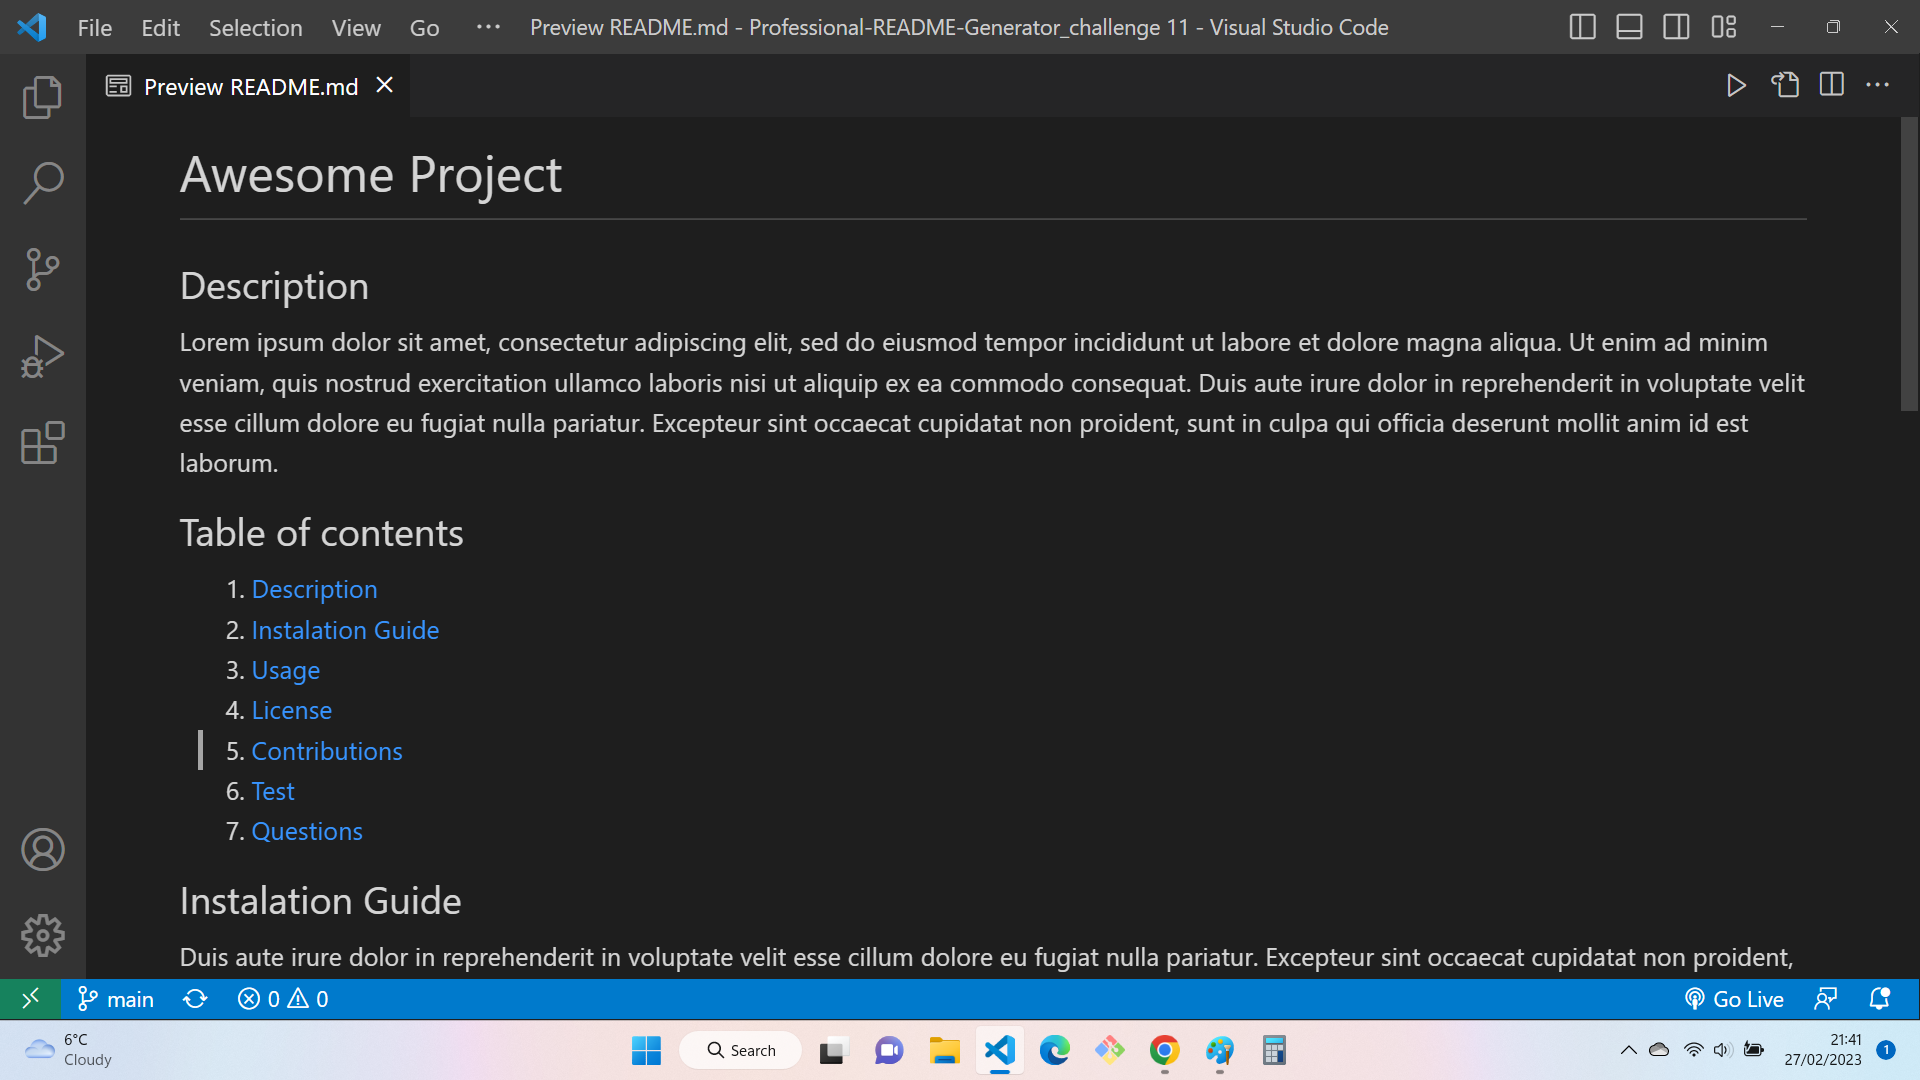 File Edit Selection View Go ··· Preview README.md - Professional-README-Generator_challenge 11 - Visual Studio Code
Preview README.md
Awesome Project
Description
Lorem ipsum dolor sit amet, consectetur adipiscing elit, sed do eiusmod tempor incididunt ut labore et dolore magna aliqua. Ut enim ad minim
veniam, quis nostrud exercitation ullamco laboris nisi ut aliquip ex ea commodo consequat. Duis aute irure dolor in reprehenderit in voluptate velit
esse cillum dolore eu fugiat nulla pariatur. Excepteur sint occaecat cupidatat non proident, sunt in culpa qui officia deserunt mollit anim id est
laborum.
Table of contents
1. Description
2. Instalation Guide
3. Usage
4. License
5. Contributions
6. Test
7. Questions
Instalation Guide
Duis aute irure dolor in reprehenderit in voluptate velit esse cillum dolore eu fugiat nulla pariatur. Excepteur sint occaecat cupidatat non proident,
main 0 0 Go Live
6°C
Cloudy
Search
21:41
27/02/2023
1